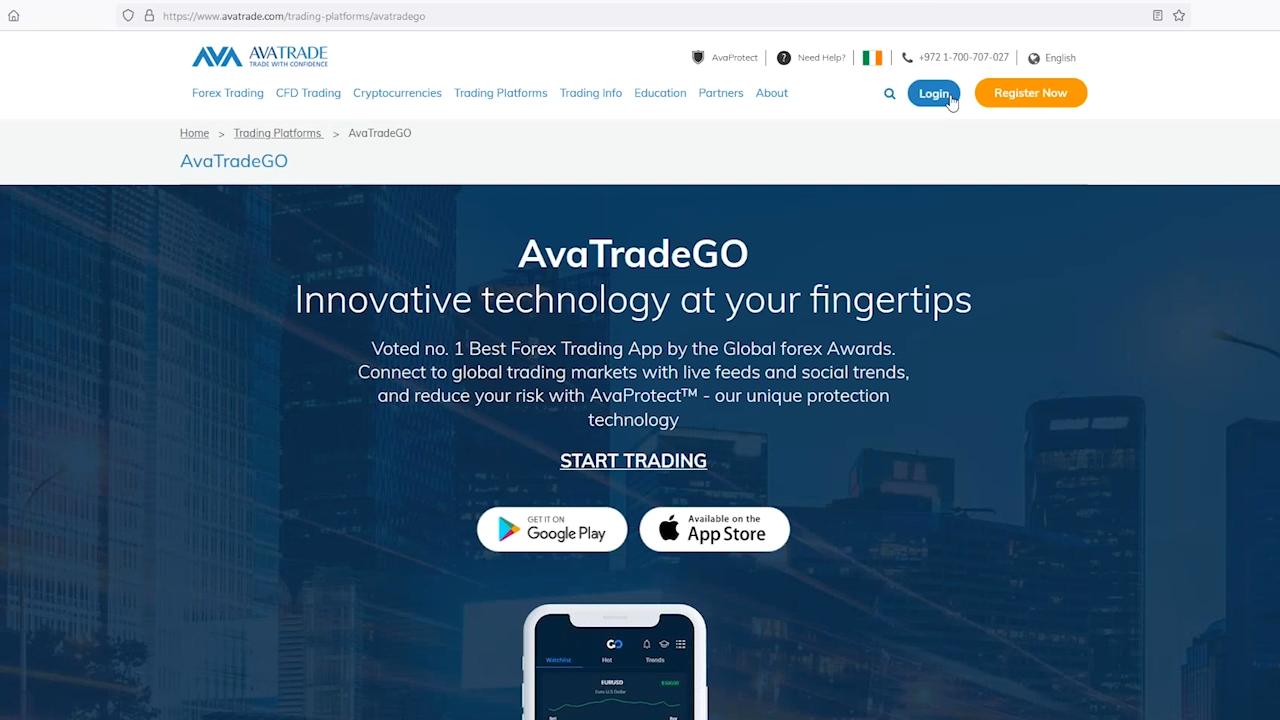 https://www.avatrade.com/trading-platforms/avatradego
AVA AVATRADE
TRADE WITH CONFIDENCE
AvaProtect
? Need Help?
+972 1-700-707-027
English
Forex Trading CFD Trading Cryptocurrencies Trading Platforms Trading Info Education Partners About
Login
Register Now
Home > Trading Platforms > AvaTradeGO
AvaTradeGO
AvaTradeGO
Innovative technology at your fingertips
Voted no. 1 Best Forex Trading App by the Global forex Awards.
Connect to global trading markets with live feeds and social trends,
and reduce your risk with AvaProtect™ - our unique protection
technology
START TRADING
GET IT ON
Google Play
Available on the
App Store
GO
Watchlist Hot Trends
EURUSD
Euro U.S Dollar
Sell Buy